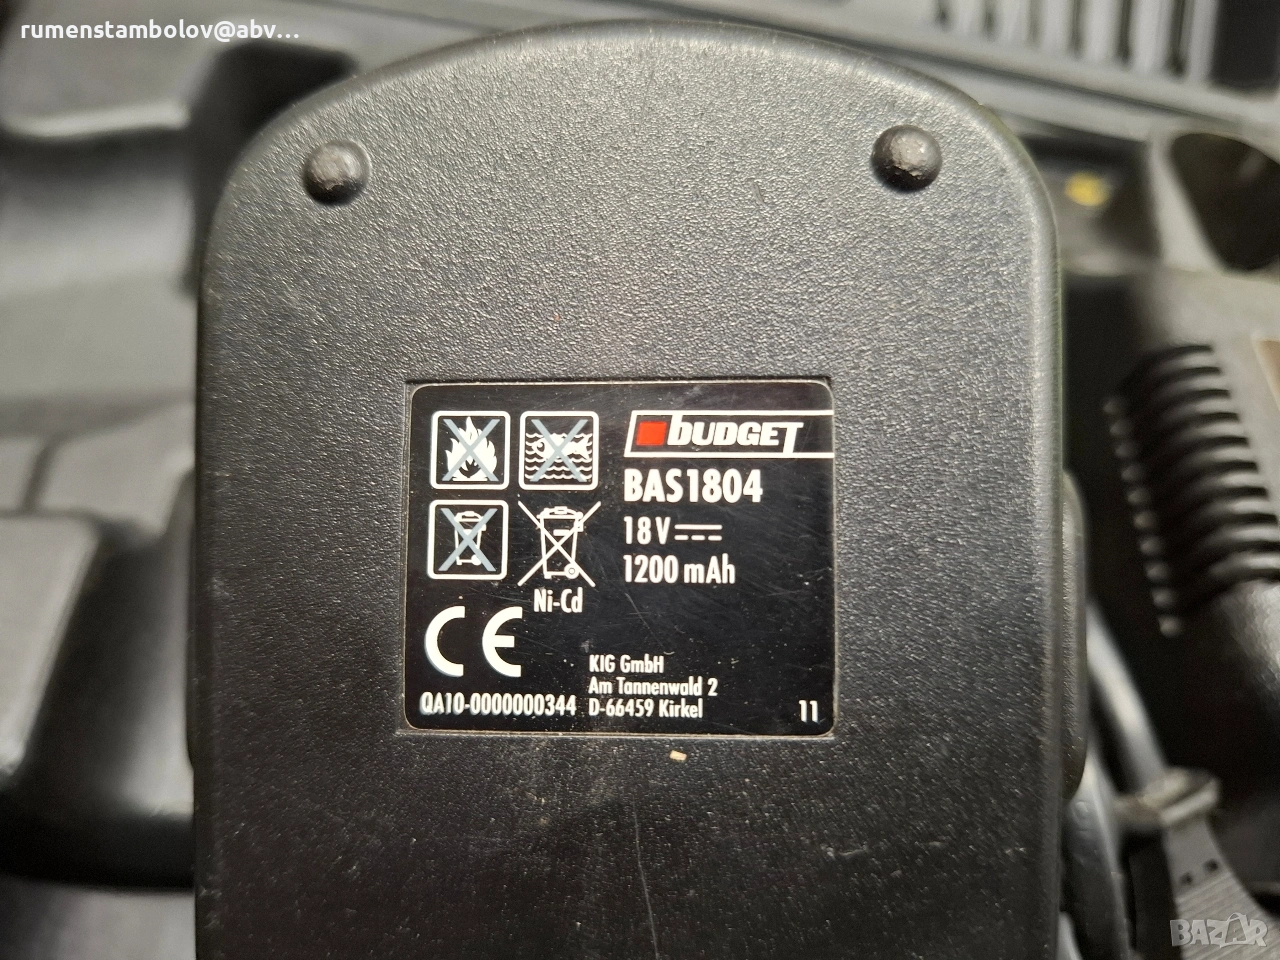 rumenstambolov@abv...
BUDGET
BAS1804
18V
1200 mAh
Ni-Cd
CE
KIG GmbH
Am Tannenwald 2
QA10-0000000344 D-66459 Kirkel 11
BAZAR